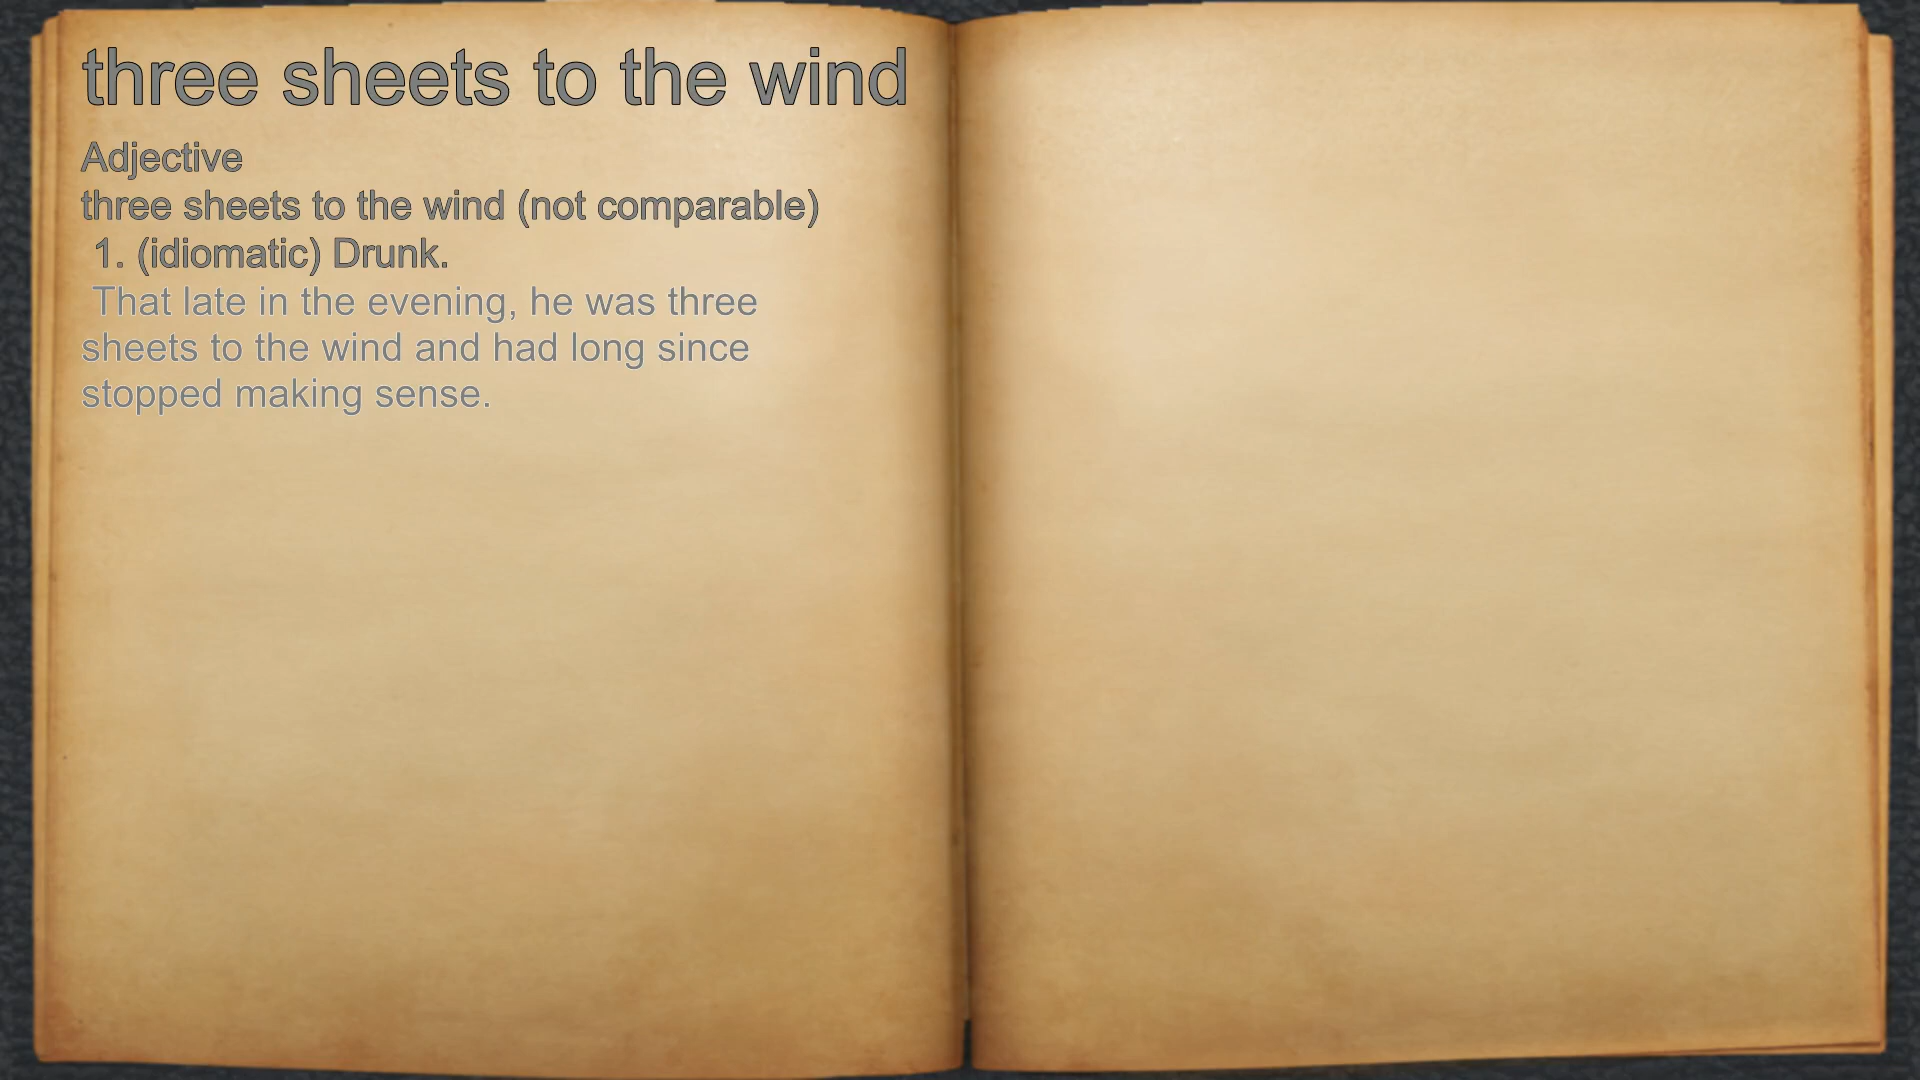 three sheets to the wind
Adjective
three sheets to the wind (not comparable)
1. (idiomatic) Drunk.
That late in the evening, he was three
sheets to the wind and had long since
stopped making sense.